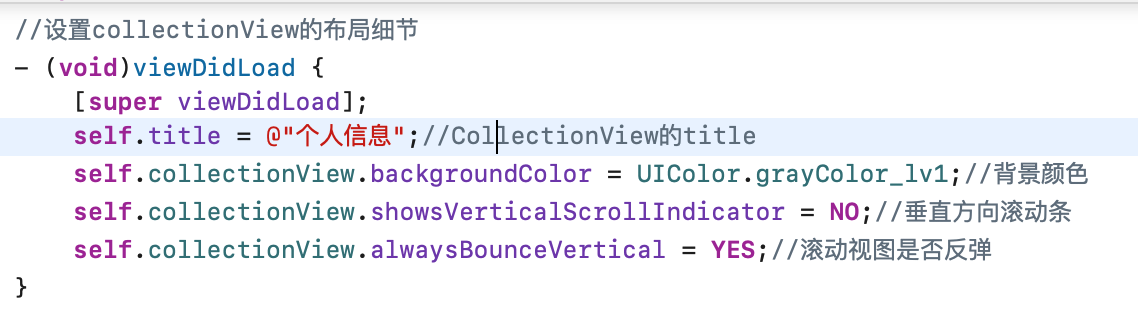 //设置collectionView的布局细节
- (void)viewDidLoad {
    [super viewDidLoad];
    self.title = @"个人信息";//CollectionView的title
    self.collectionView.backgroundColor = UIColor.grayColor_lv1;//背景颜色
    self.collectionView.showsVerticalScrollIndicator = NO;//垂直方向滚动条
    self.collectionView.alwaysBounceVertical = YES;//滚动视图是否反弹
}